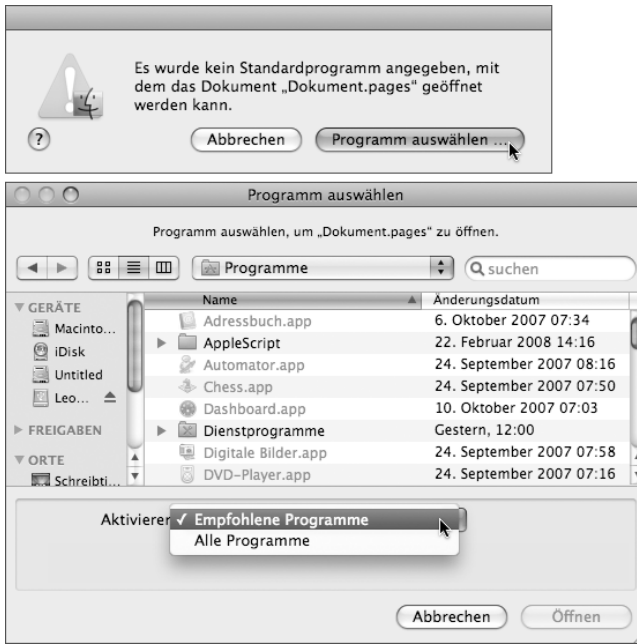 Es wurde kein Standardprogramm angegeben, mit
dem das Dokument „Dokument.pages“ geöffnet
werden kann.
?
Abbrechen
Programm auswählen ...
Programm auswählen
Programm auswählen, um „Dokument.pages“ zu öffnen.
Programme
suchen
Name Änderungsdatum
GERÄTE
Macinto...
iDisk
Untitled
Leo...
FREIGABEN
ORTE
Schreibti...
Adressbuch.app 6. Oktober 2007 07:34
AppleScript 22. Februar 2008 14:16
Automator.app 24. September 2007 08:16
Chess.app 24. September 2007 07:50
Dashboard.app 10. Oktober 2007 07:03
Dienstprogramme Gestern, 12:00
Digitale Bilder.app 24. September 2007 07:58
DVD-Player.app 24. September 2007 07:16
Aktivieren ✓ Empfohlene Programme
Alle Programme
Abbrechen
Öffnen